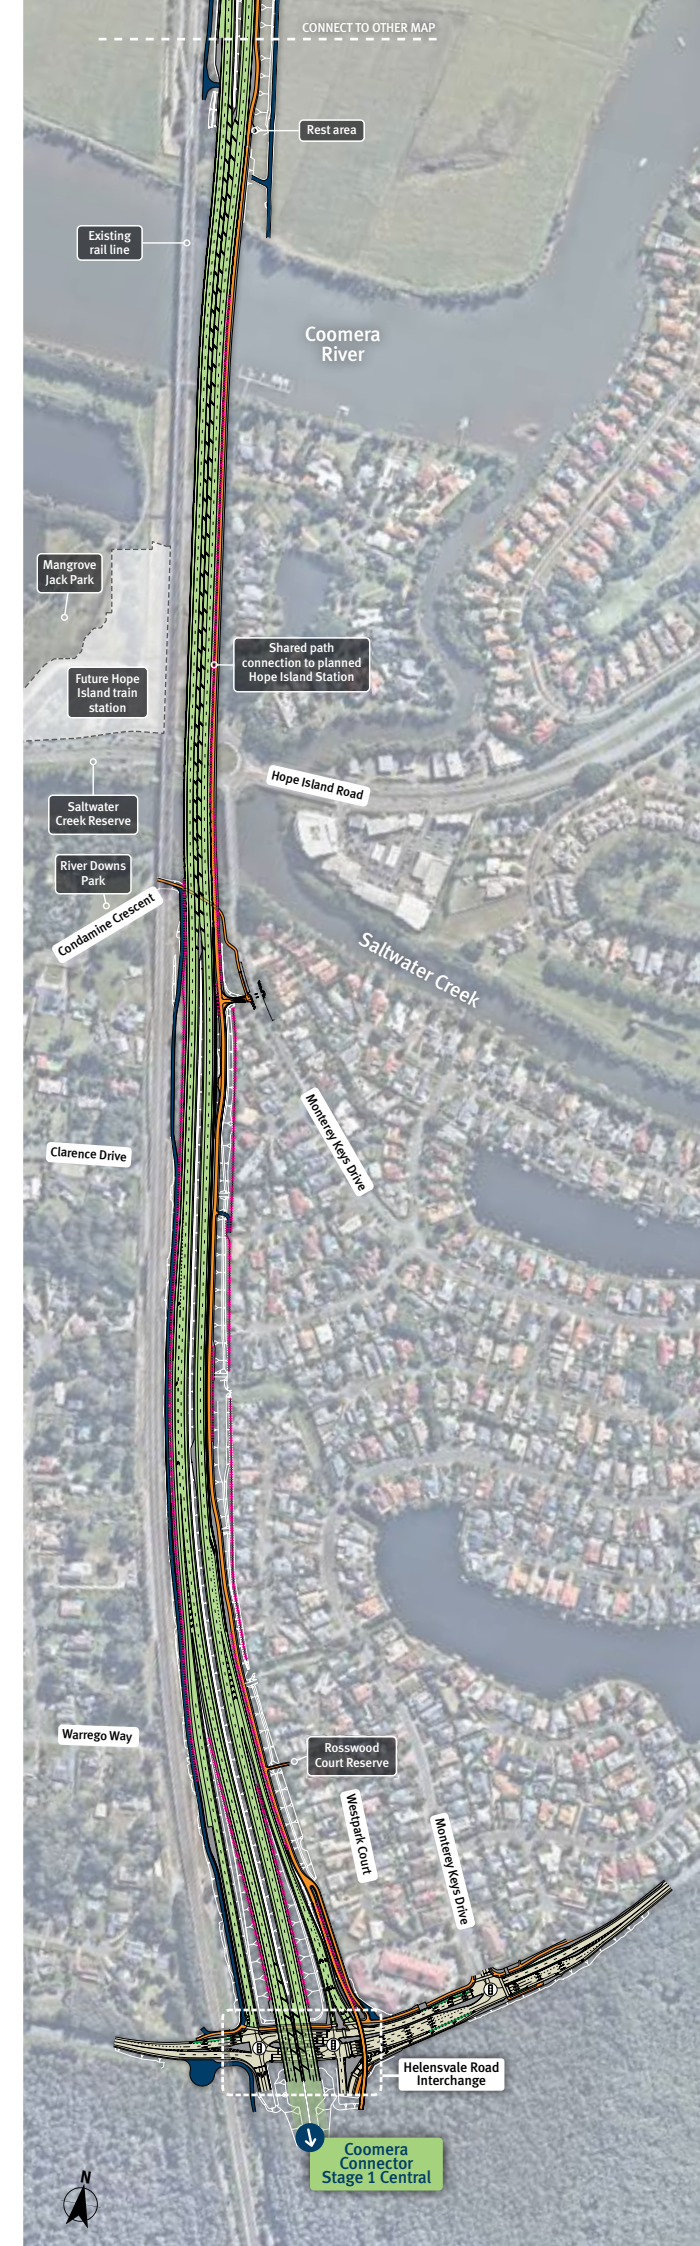 CONNECT TO OTHER MAP
Rest area
Existing
rail line
Coomera
River
Mangrove
Jack Park
Shared path
connection to planned
Hope Island Station
Future Hope
Island train
station
Hope Island Road
Saltwater
Creek Reserve
River Downs
Park
Condamine Crescent
Saltwater Creek
Monterey Keys Drive
Clarence Drive
Warrego Way
Rosswood
Court Reserve
Westpark Court
Monterey Keys Drive
Helensvale Road
Interchange
Coomera
Connector
Stage 1 Central
N